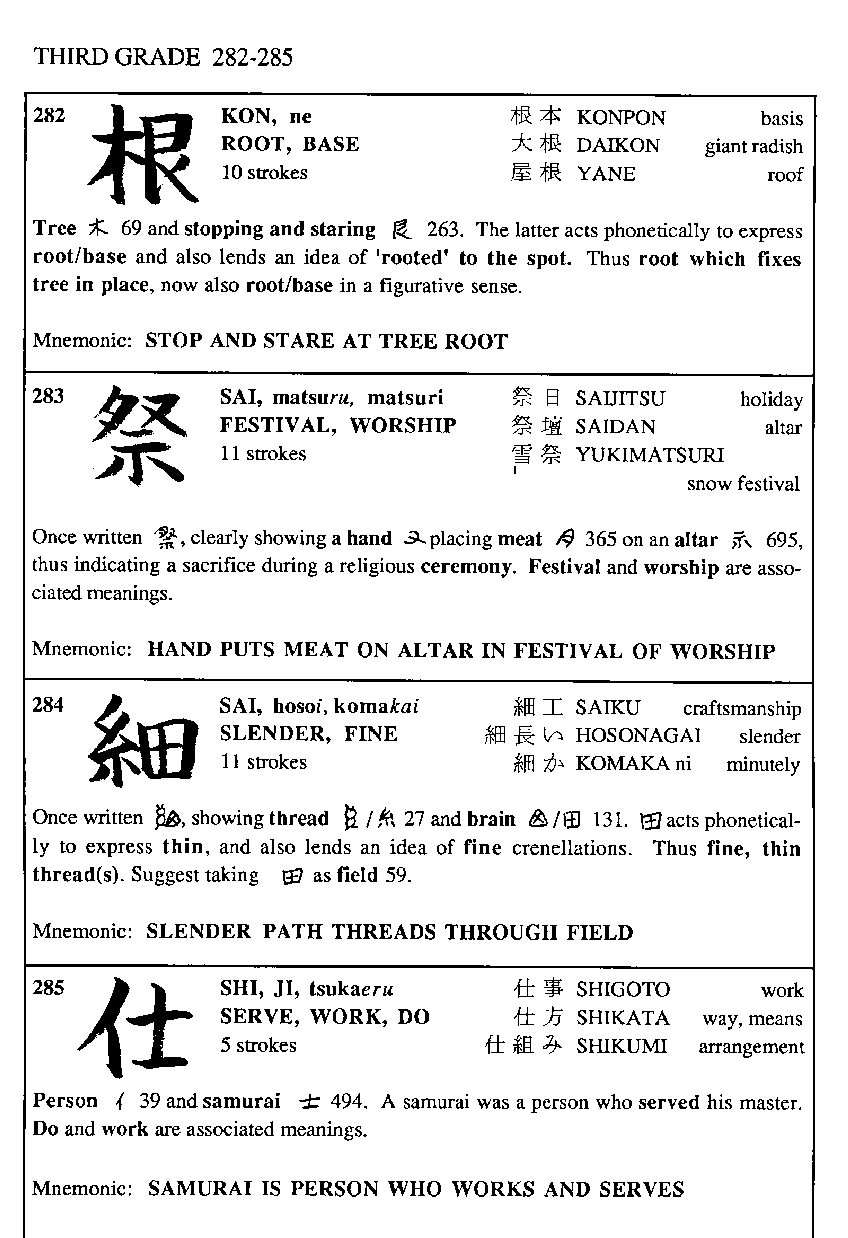 THIRD GRADE 282-285
282 根 KON, ne 根本 KONPON basis
ROOT, BASE 大根 DAIKON giant radish
10 strokes 屋根 YANE roof
Tree 木 69 and stopping and staring 艮 263. The latter acts phonetically to express
root/base and also lends an idea of 'rooted' to the spot. Thus root which fixes
tree in place, now also root/base in a figurative sense.
Mnemonic: STOP AND STARE AT TREE ROOT
283 祭 SAI, matsuru, matsuri 祭日 SAIJITSU holiday
FESTIVAL, WORSHIP 祭壇 SAIDAN altar
11 strokes 雪祭 YUKIMATSURI
snow festival
Once written , clearly showing a hand placing meat 365 on an altar 示 695,
thus indicating a sacrifice during a religious ceremony. Festival and worship are asso-
ciated meanings.
Mnemonic: HAND PUTS MEAT ON ALTAR IN FESTIVAL OF WORSHIP
284 細 SAI, hosoi, komakai 細工 SAIKU craftsmanship
SLENDER, FINE 細長い HOSONAGAI slender
11 strokes 細か KOMAKA ni minutely
Once written , showing thread / 糸 27 and brain / 田 131. 田 acts phonetical-
ly to express thin, and also lends an idea of fine crenellations. Thus fine, thin
thread(s). Suggest taking 田 as field 59.
Mnemonic: SLENDER PATH THREADS THROUGH FIELD
285 仕 SHI, JI, tsukaeru 仕事 SHIGOTO work
SERVE, WORK, DO 仕方 SHIKATA way, means
5 strokes 仕組み SHIKUMI arrangement
Person 亻 39 and samurai 士 494. A samurai was a person who served his master.
Do and work are associated meanings.
Mnemonic: SAMURAI IS PERSON WHO WORKS AND SERVES